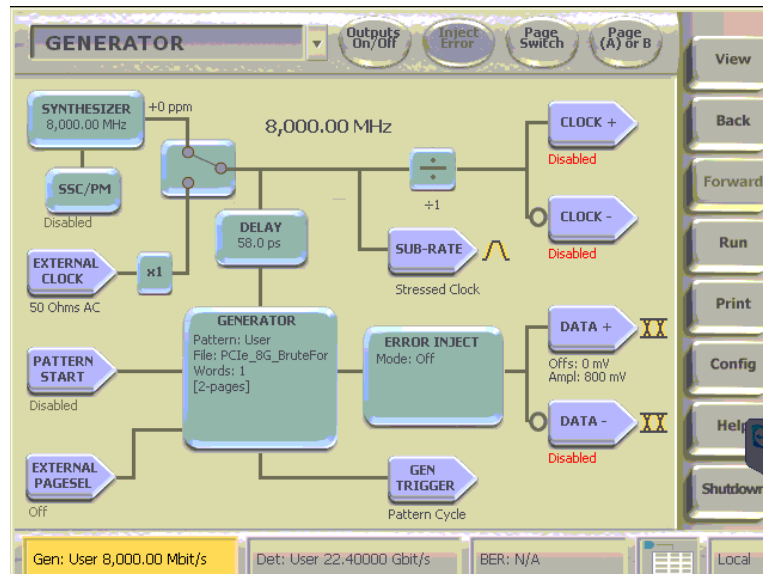 GENERATOR
Outputs
On/Off
Inject
Error
Page
Switch
Page
(A) or B
View
Back
Forward
Run
Print
Config
Help
Shutdown
SYNTHESIZER
8,000.00 MHz
+0 ppm
8,000.00 MHz
SSC/PM
Disabled
EXTERNAL
CLOCK
50 Ohms AC
x1
DELAY
58.0 ps
÷
÷1
CLOCK +
Disabled
CLOCK -
Disabled
SUB-RATE
Stressed Clock
PATTERN
START
Disabled
GENERATOR
Pattern: User
File: PCIe_8G_BruteFor
Words: 1
[2-pages]
ERROR INJECT
Mode: Off
DATA +
Offs: 0 mV
Ampl: 800 mV
DATA -
Disabled
EXTERNAL
PAGESEL
Off
GEN
TRIGGER
Pattern Cycle
Gen: User 8,000.00 Mbit/s
Det: User 22.40000 Gbit/s
BER: N/A
Local